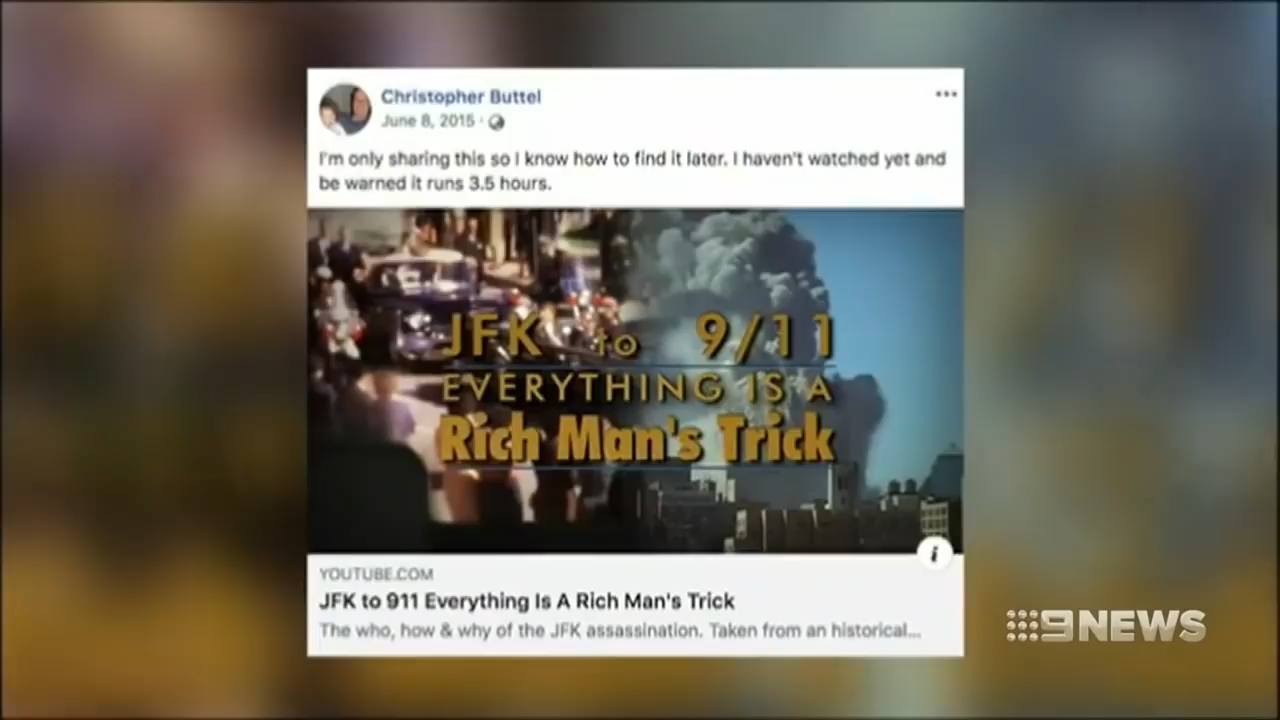 Christopher Buttel
June 8, 2015 ·
I'm only sharing this so I know how to find it later. I haven't watched yet and
be warned it runs 3.5 hours.
JFK to 9/11
EVERYTHING IS A
Rich Man's Trick
i
YOUTUBE.COM
JFK to 911 Everything Is A Rich Man's Trick
The who, how & why of the JFK assassination. Taken from an historical...
9NEWS